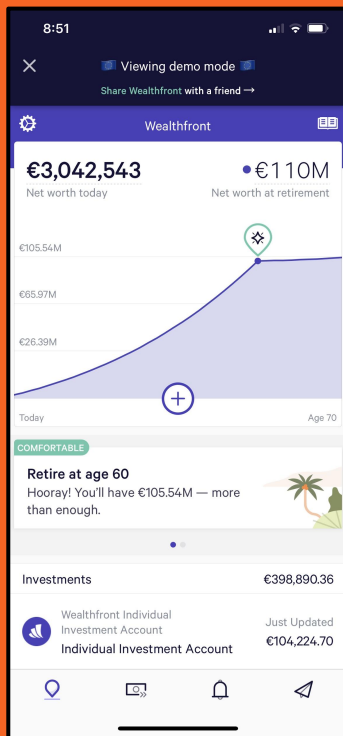 8:51
Viewing demo mode
Share Wealthfront with a friend →
Wealthfront
€3,042,543
€110M
Net worth today
Net worth at retirement
€105.54M
€65.97M
€26.39M
Today
Age 70
COMFORTABLE
Retire at age 60
Hooray! You'll have €105.54M — more
than enough.
Investments
€398,890.36
Wealthfront Individual
Investment Account
Individual Investment Account
Just Updated
€104,224.70